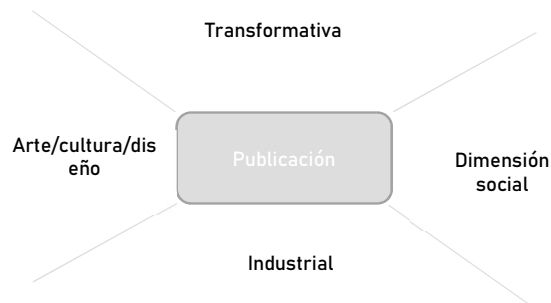 Transformativa
Arte/cultura/dis
eño
Publicación
Dimensión
social
Industrial